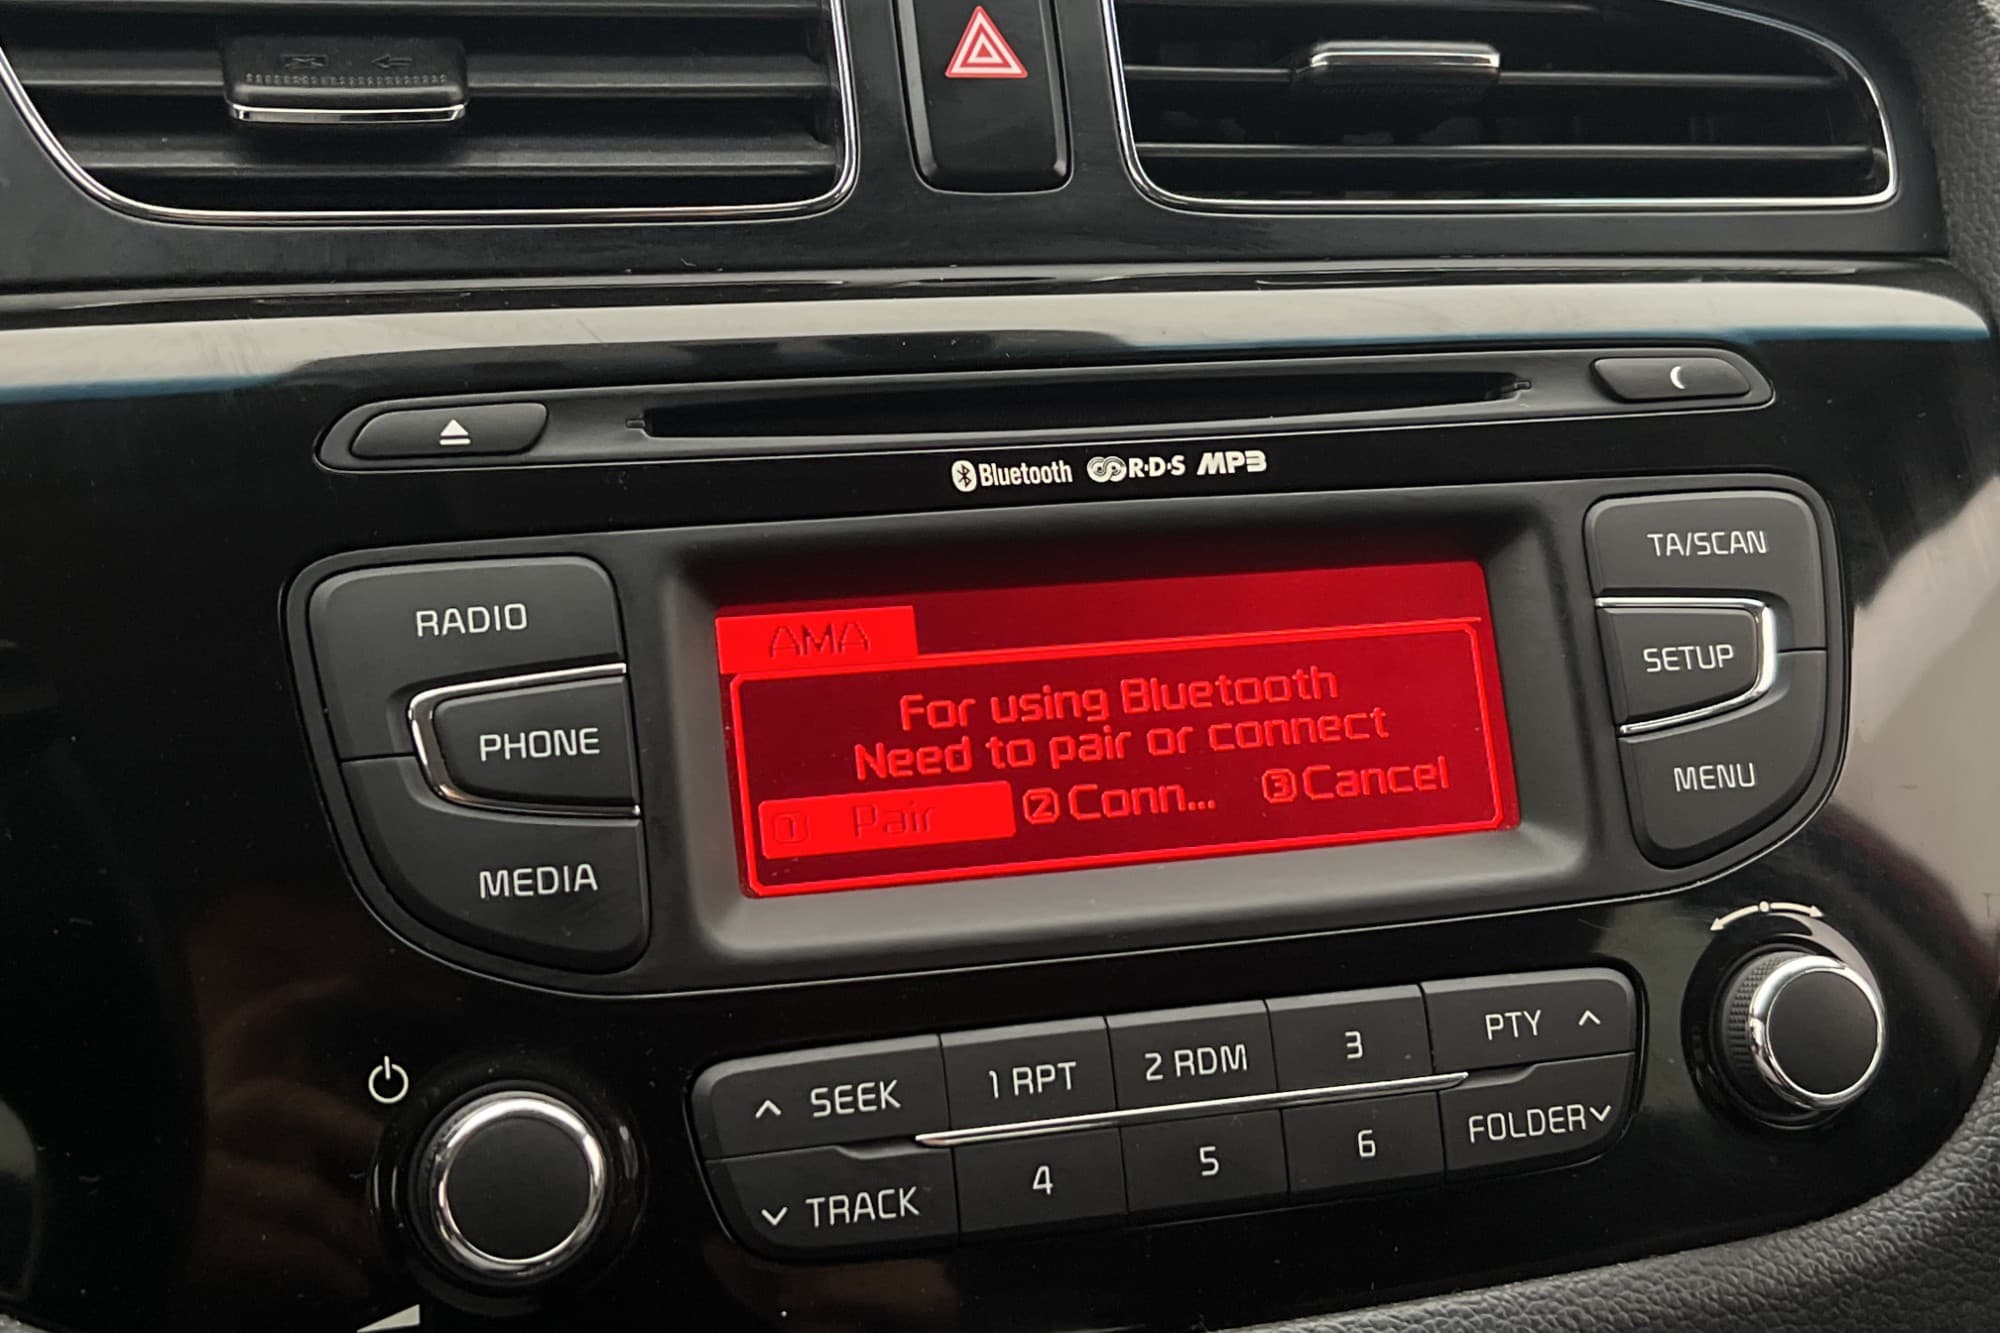 Bluetooth R·D·S MP3
RADIO
PHONE
MEDIA
AMA
For using Bluetooth
Need to pair or connect
1 Pair 2 Conn... 3 Cancel
TA/SCAN
SETUP
MENU
SEEK 1 RPT 2 RDM 3 PTY
TRACK 4 5 6 FOLDER